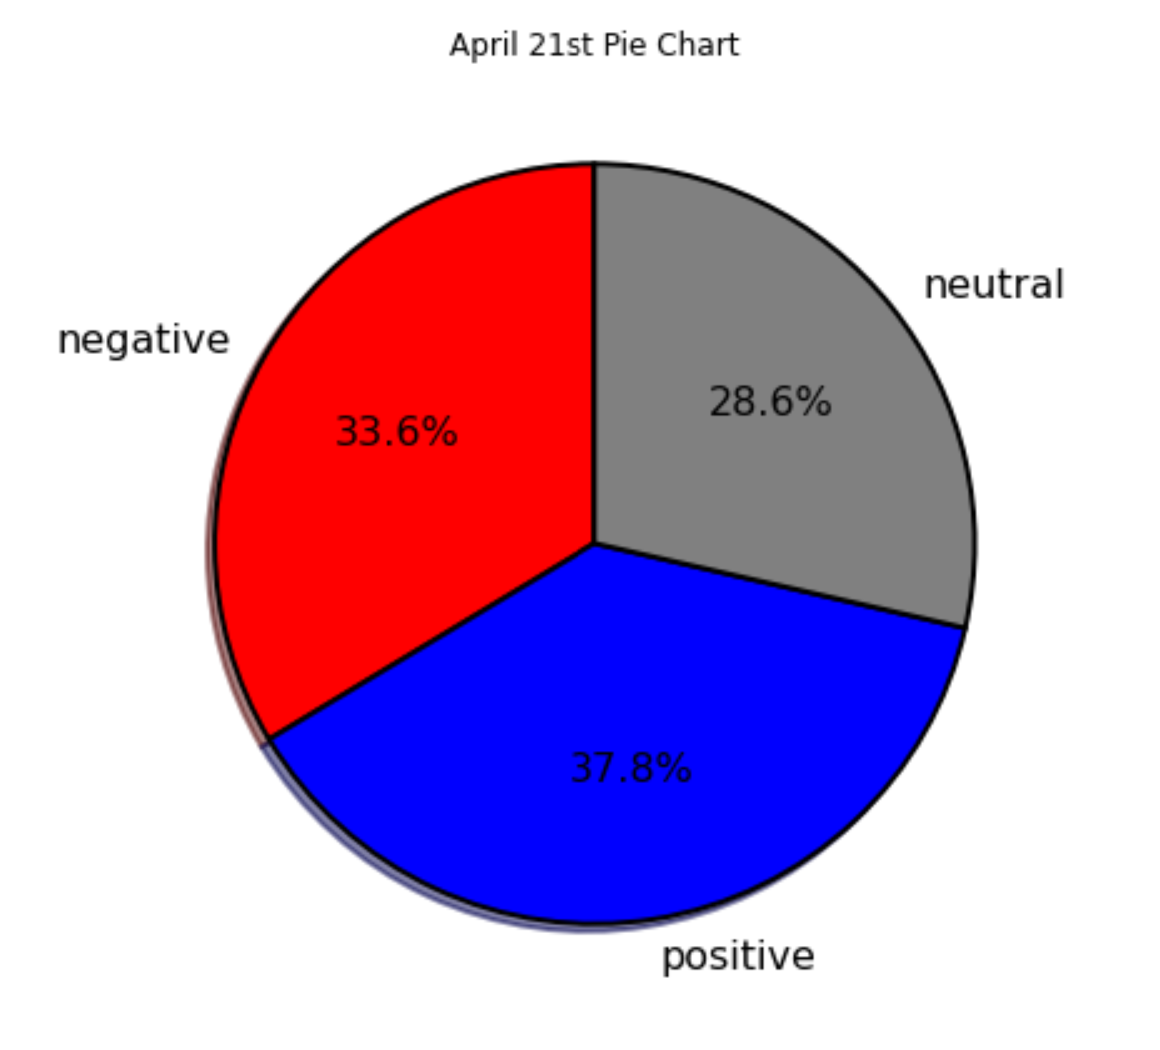 April 21st Pie Chart
neutral
negative
28.6%
33.6%
37.8%
positive